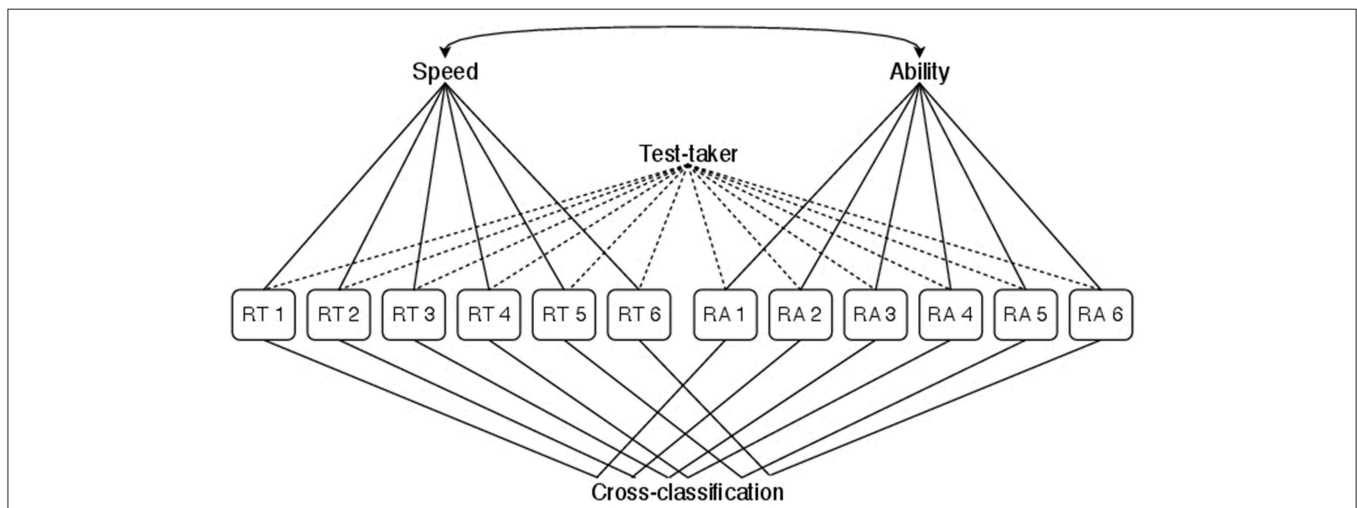 Speed Ability
Test-taker
RT 1 RT 2 RT 3 RT 4 RT 5 RT 6 RA 1 RA 2 RA 3 RA 4 RA 5 RA 6
Cross-classification